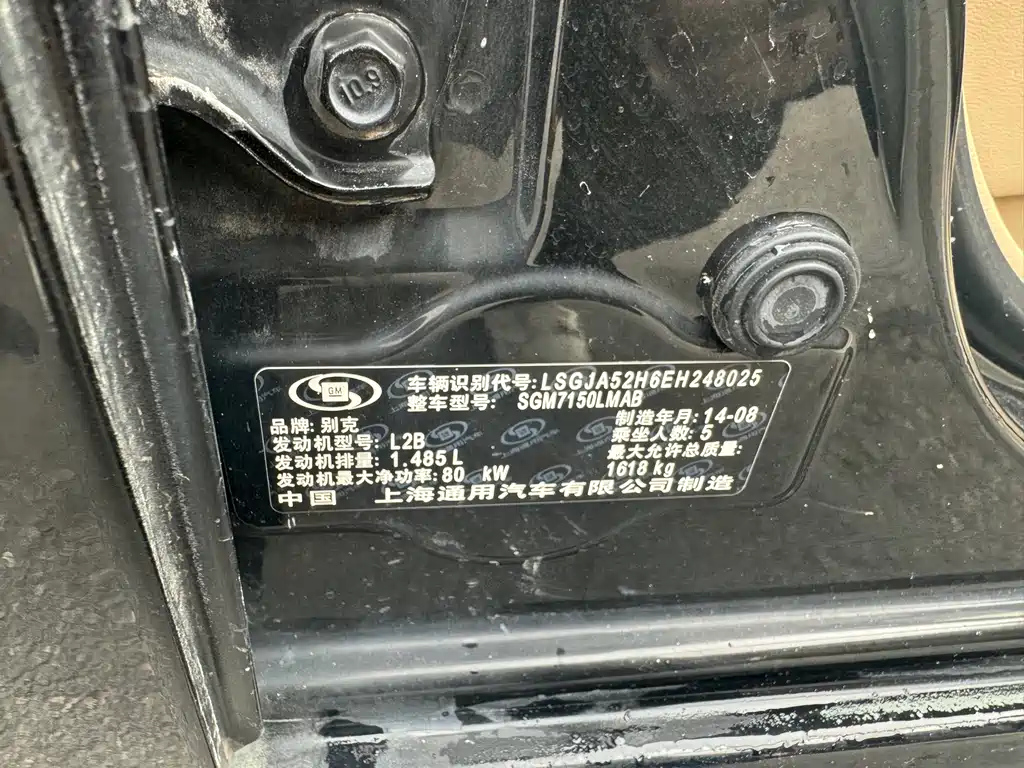 10.9
GM
车辆识别代号:LSGJA52H6EH248025
整车型号: SGM7150LMAB
品牌: 别克
制造年月: 14-08
发动机型号: L2B
乘坐人数: 5
发动机排量: 1,485 L
最大允许总质量:
1618 kg
发动机最大净功率: 80 kW
中国 上海通用汽车有限公司制造